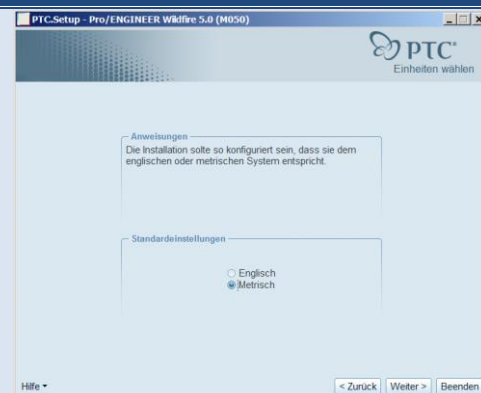 PTC.Setup - Pro/ENGINEER Wildfire 5.0 (M050)
PTC®
Einheiten wählen
Anweisungen
Die Installation solte so konfiguriert sein, dass sie dem
englischen oder metrischen System entspricht.
Standardeinstellungen
Englisch
Metrisch
Hilfe
< Zurück Weiter > Beenden